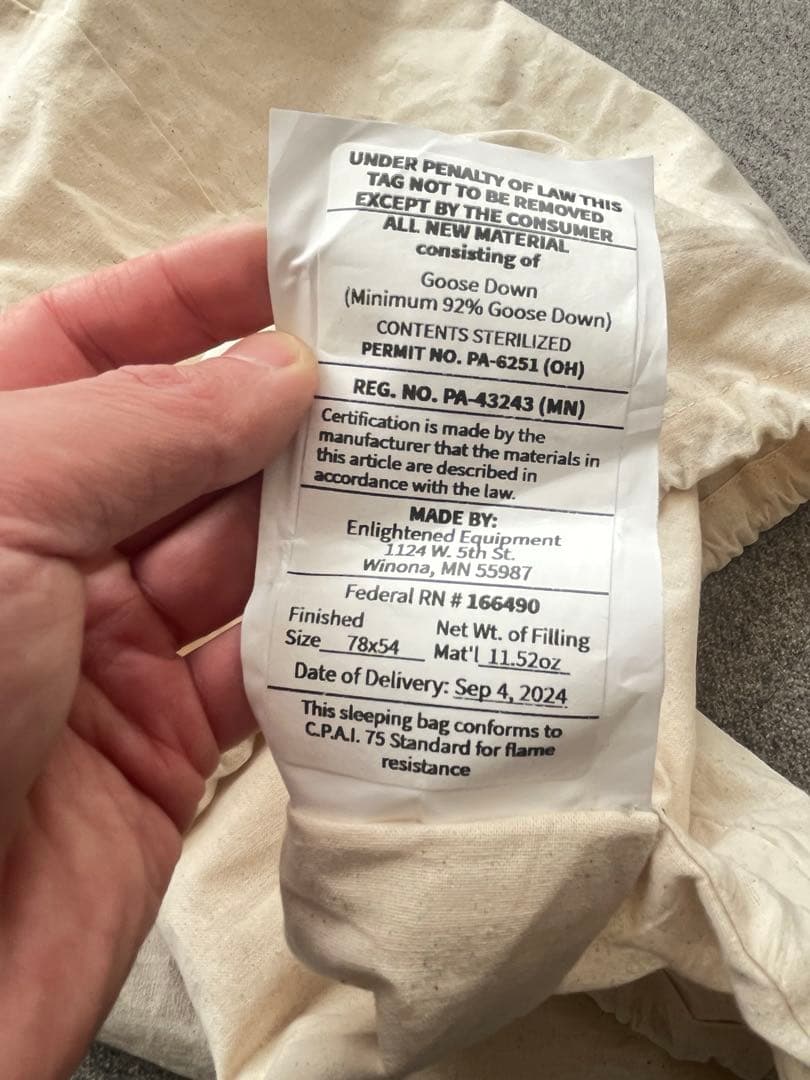 UNDER PENALTY OF LAW THIS
TAG NOT TO BE REMOVED
EXCEPT BY THE CONSUMER
ALL NEW MATERIAL
consisting of
Goose Down
(Minimum 92% Goose Down)
CONTENTS STERILIZED
PERMIT NO. PA-6251 (OH)
REG. NO. PA-43243 (MN)
Certification is made by the
manufacturer that the materials in
this article are described in
accordance with the law.
MADE BY:
Enlightened Equipment
1124 W. 5th St.
Winona, MN 55987
Federal RN # 166490
Finished
Size 78x54
Net Wt. of Filling
Mat'l 11.52oz
Date of Delivery: Sep 4, 2024
This sleeping bag conforms to
C.P.A.I. 75 Standard for flame
resistance